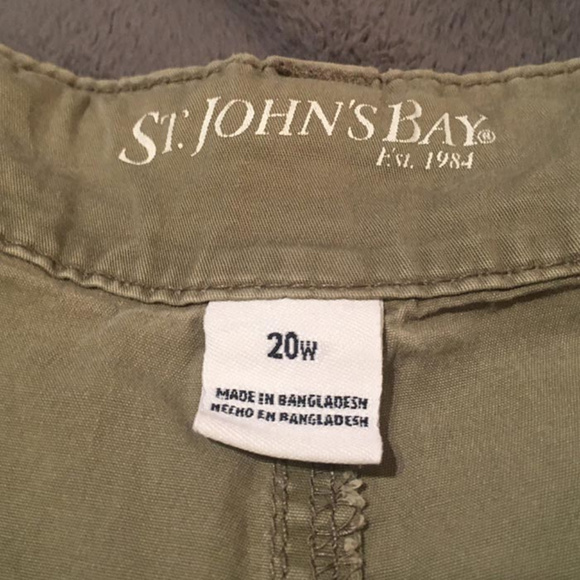 ST. JOHN'S BAY®
EST. 1984
20W
MADE IN BANGLADESH
HECHO EN BANGLADESH